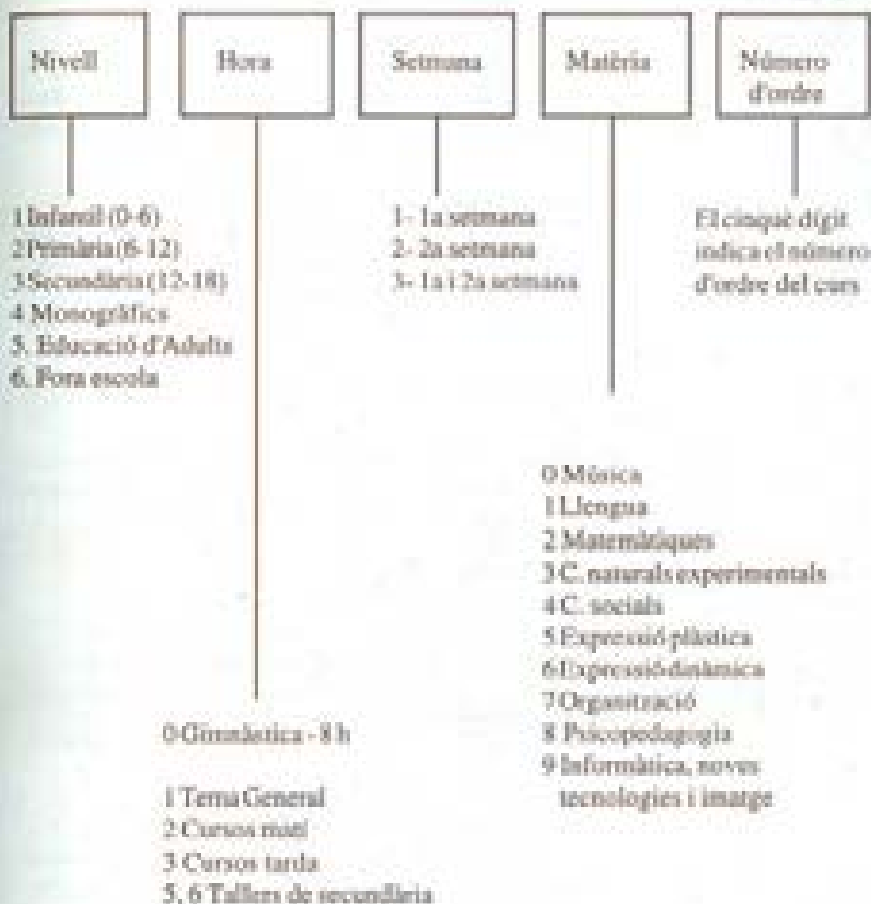 Nivell
Hora
Setmana
Matèria
Número
d'ordre
1 Infantil (0-6)
2 Primària (6-12)
3 Secundària (12-18)
4 Monogràfics
5. Educació d'Adults
6. Fora escola
1- 1a setmana
2- 2a setmana
3- 1a i 2a setmana
El cinquè dígit
indica el número
d'ordre del curs
0 Música
1 Llengua
2 Matemàtiques
3 C. naturals experimentals
4 C. socials
5 Expressió plàstica
6 Expressió dinàmica
7 Organització
8 Psicopedagogia
9 Informàtica, noves
tecnologies i imatge
0 Gimnàstica - 8 h
1 Tema General
2 Cursos matí
3 Cursos tarda
5, 6 Tallers de secundària